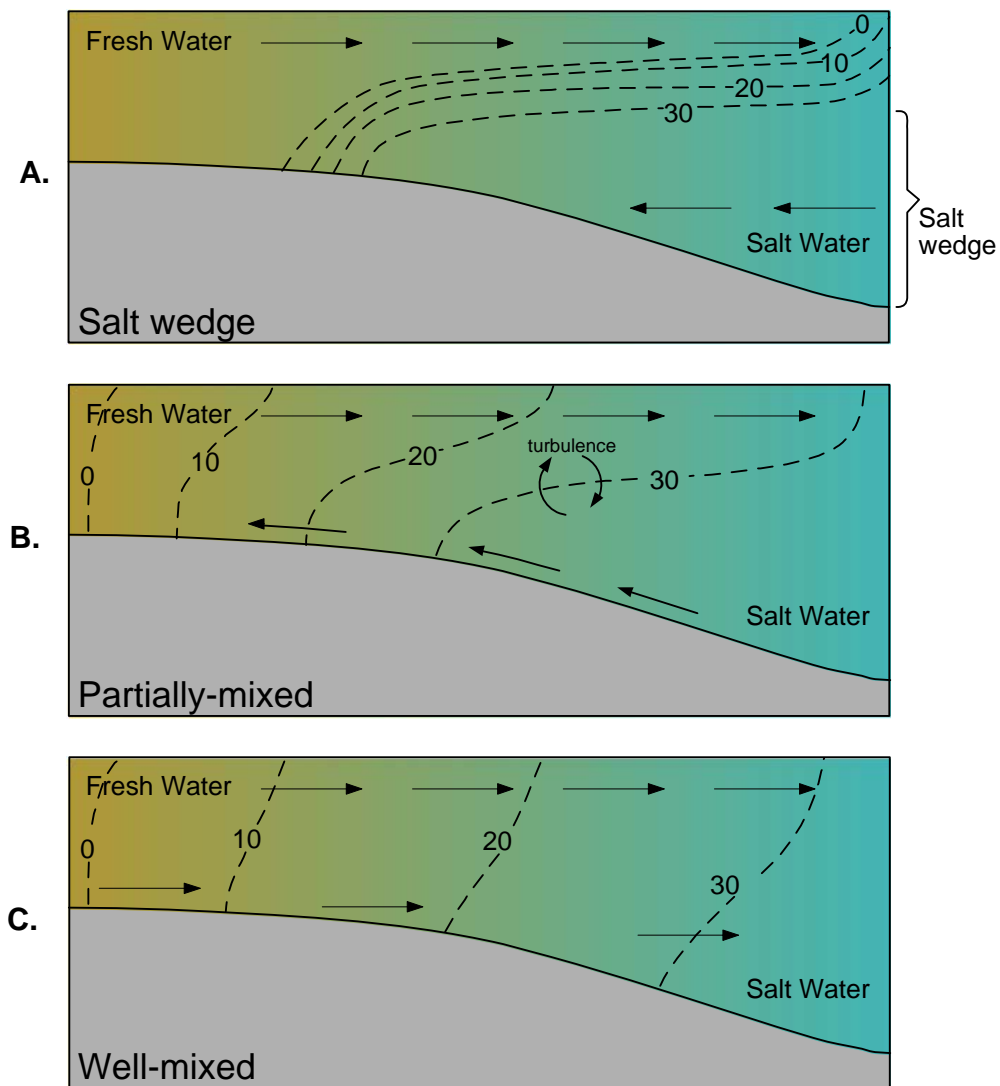 Fresh Water
0
10
20
30
A.
Salt
wedge
Salt Water
Salt wedge
Fresh Water
turbulence
20
10
0
30
B.
Salt Water
Partially-mixed
Fresh Water
10
20
0
30
C.
Salt Water
Well-mixed